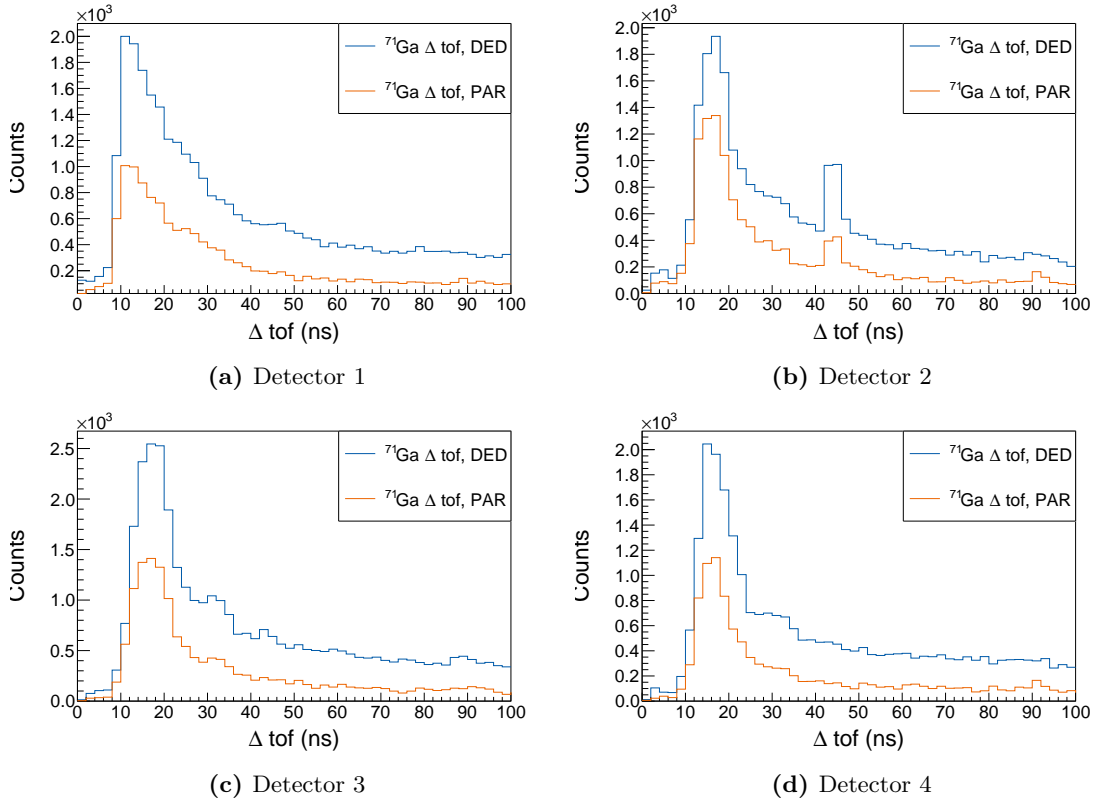 ×10³
2.0
1.8
1.6
1.4
1.2
1.0
0.8
0.6
0.4
0.2
Counts
⁷¹Ga Δ tof, DED
⁷¹Ga Δ tof, PAR
0 10 20 30 40 50 60 70 80 90 100
Δ tof (ns)
(a) Detector 1
×10³
2.0
1.8
1.6
1.4
1.2
1.0
0.8
0.6
0.4
0.2
0.0
Counts
⁷¹Ga Δ tof, DED
⁷¹Ga Δ tof, PAR
0 10 20 30 40 50 60 70 80 90 100
Δ tof (ns)
(b) Detector 2
×10³
2.5
2.0
1.5
1.0
0.5
0.0
Counts
⁷¹Ga Δ tof, DED
⁷¹Ga Δ tof, PAR
0 10 20 30 40 50 60 70 80 90 100
Δ tof (ns)
(c) Detector 3
×10³
2.0
1.8
1.6
1.4
1.2
1.0
0.8
0.6
0.4
0.2
0.0
Counts
⁷¹Ga Δ tof, DED
⁷¹Ga Δ tof, PAR
0 10 20 30 40 50 60 70 80 90 100
Δ tof (ns)
(d) Detector 4